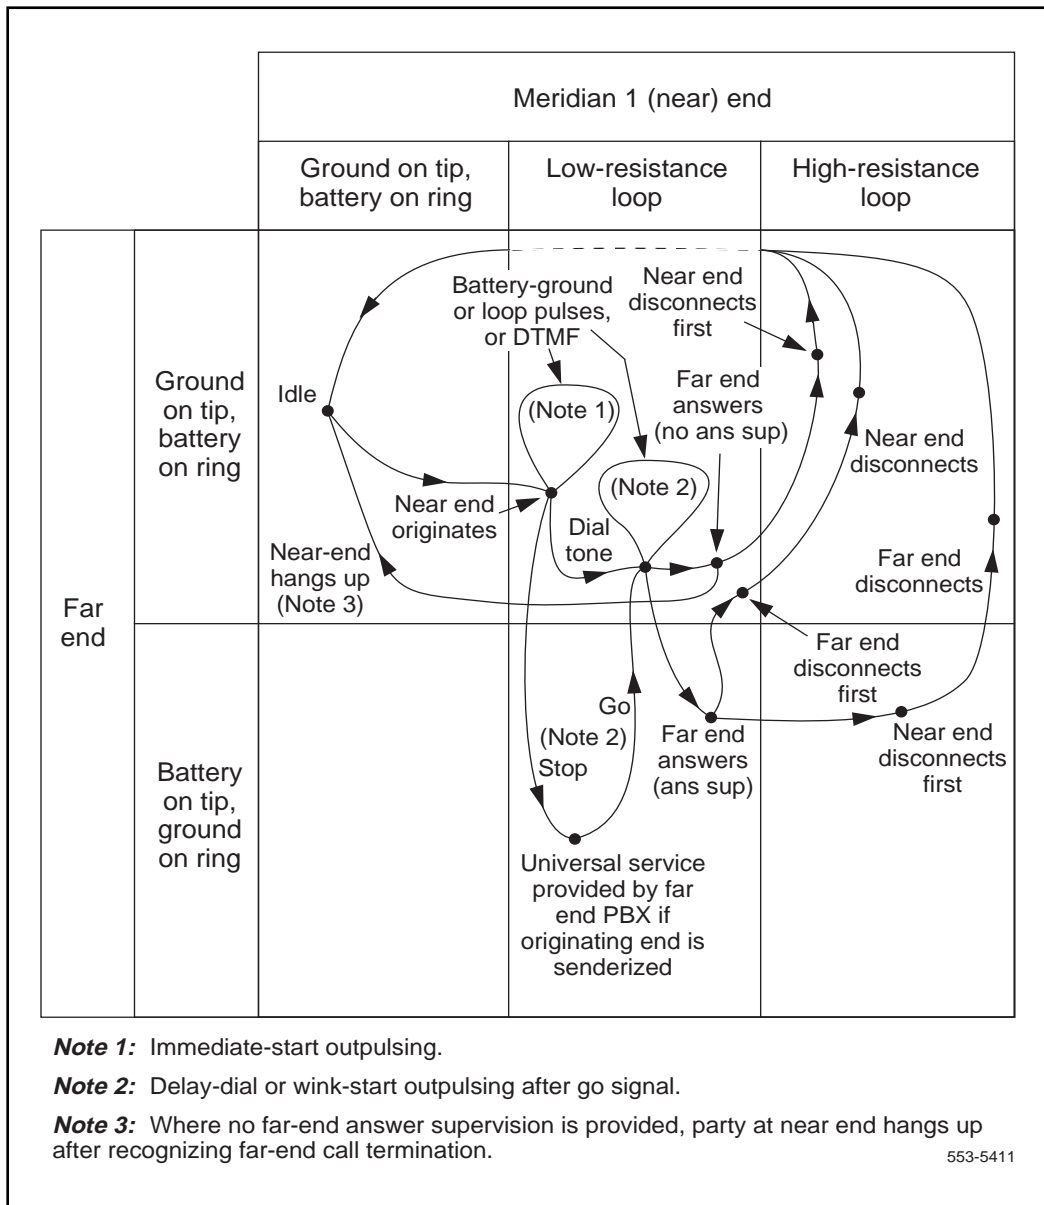 Meridian 1 (near) end
Ground on tip,
battery on ring
Low-resistance
loop
High-resistance
loop
Far
end
Ground
on tip,
battery
on ring
Battery
on tip,
ground
on ring
Idle
Battery-ground
or loop pulses,
or DTMF
(Note 1)
(Note 2)
Near end
originates
Dial
tone
Near-end
hangs up
(Note 3)
Near end
disconnects
first
Far end
answers
(no ans sup)
Near end
disconnects
Far end
disconnects
Far end
disconnects
first
Go
(Note 2)
Stop
Far end
answers
(ans sup)
Near end
disconnects
first
Universal service
provided by far
end PBX if
originating end is
senderized
Note 1: Immediate-start outpulsing.
Note 2: Delay-dial or wink-start outpulsing after go signal.
Note 3: Where no far-end answer supervision is provided, party at near end hangs up
after recognizing far-end call termination.
553-5411